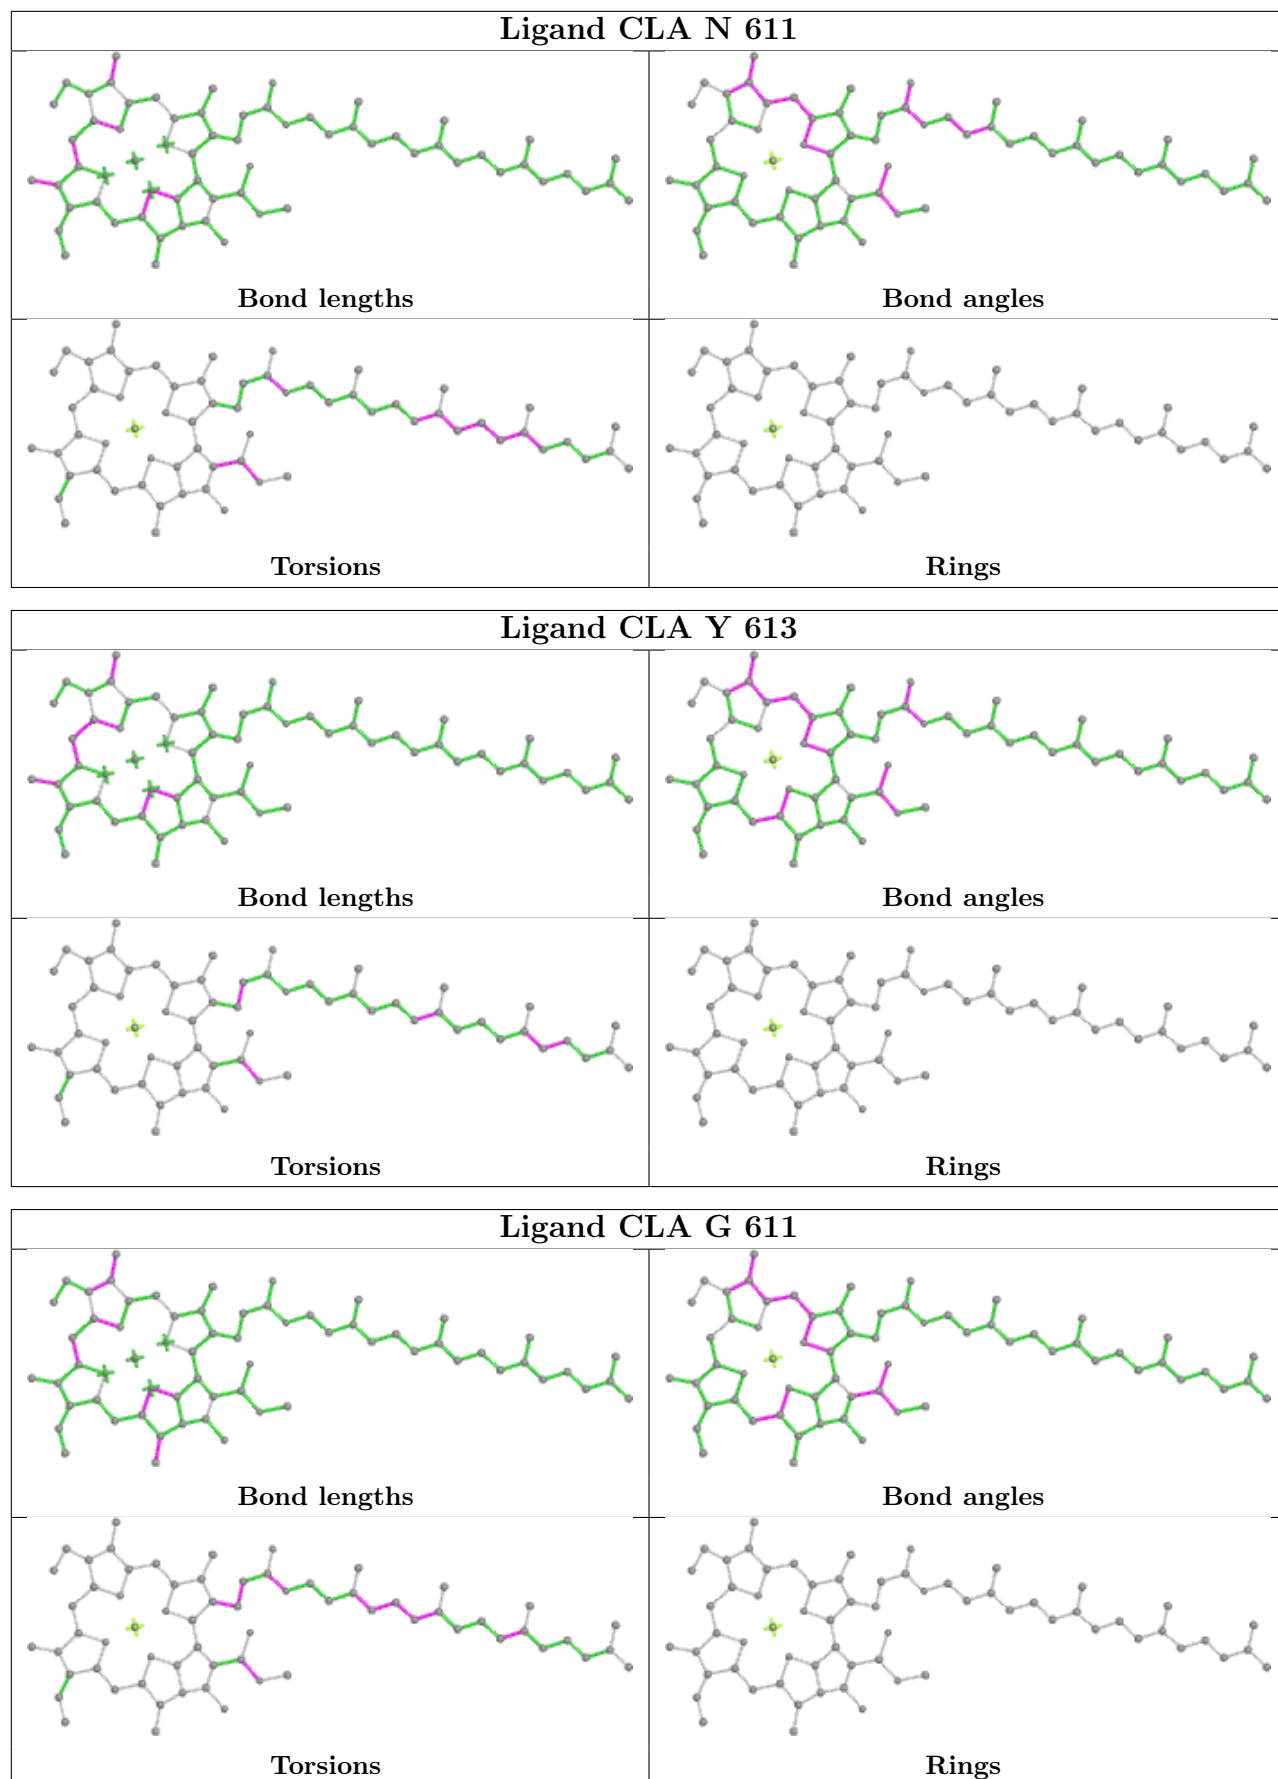 Ligand CLA N 611
Bond lengths
Bond angles
Torsions
Rings
Ligand CLA Y 613
Bond lengths
Bond angles
Torsions
Rings
Ligand CLA G 611
Bond lengths
Bond angles
Torsions
Rings